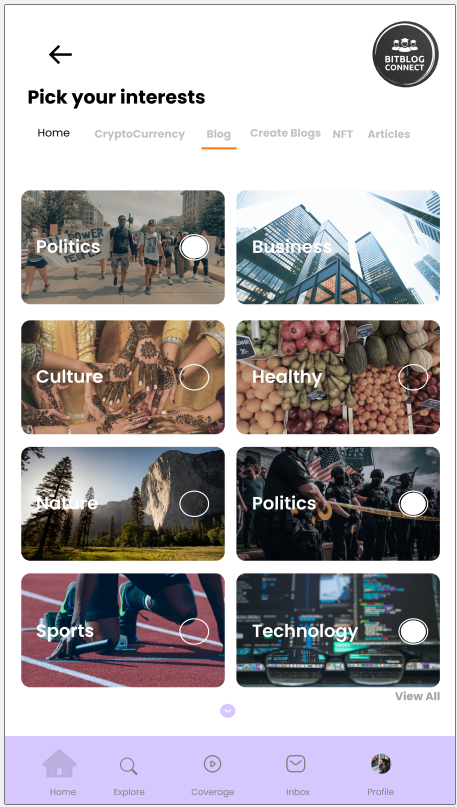 BITBLOG
CONNECT
Pick your interests
Home CryptoCurrency Blog Create Blogs NFT Articles
Politics Business
POWER
Culture Healthy
Nature Politics
Sports Technology
View All
Home Explore Coverage Inbox Profile